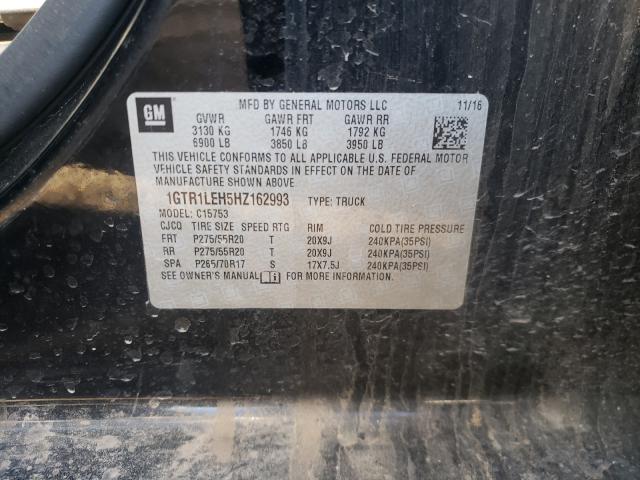 GM
MFD BY GENERAL MOTORS LLC 11/16
GVWR GAWR FRT GAWR RR
3130 KG 1746 KG 1792 KG
6900 LB 3850 LB 3950 LB
THIS VEHICLE CONFORMS TO ALL APPLICABLE U.S. FEDERAL MOTOR
VEHICLE SAFETY STANDARDS IN EFFECT ON THE DATE OF
MANUFACTURE SHOWN ABOVE
1GTR1LEH5HZ162993 TYPE: TRUCK
MODEL: C15753
CJCQ TIRE SIZE SPEED RTG RIM COLD TIRE PRESSURE
FRT P275/55R20 T 20X9J 240KPA(35PSI)
RR P275/55R20 T 20X9J 240KPA(35PSI)
SPA P265/70R17 S 17X7.5J 240KPA(35PSI)
SEE OWNER'S MANUAL FOR MORE INFORMATION.